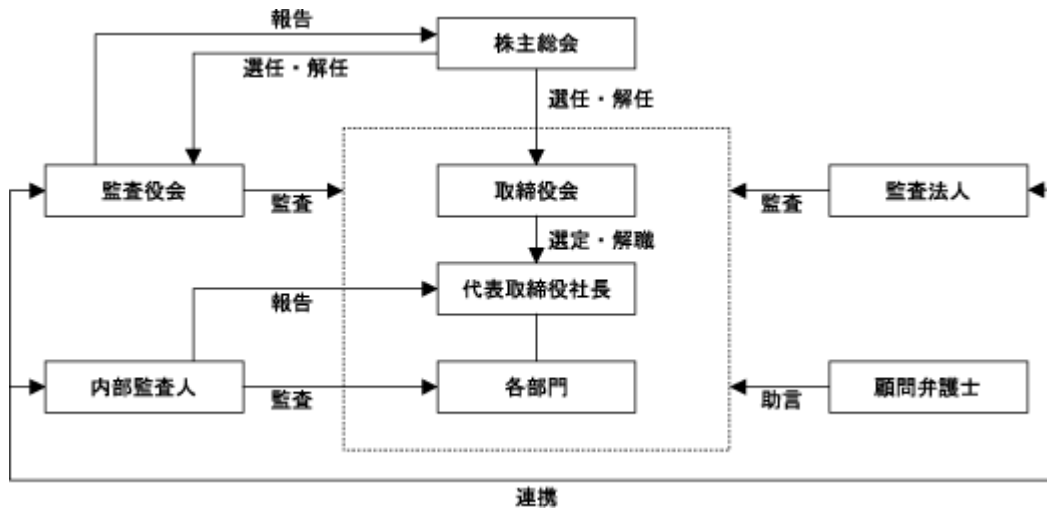 報告
株主総会
選任・解任
選任・解任
監査役会
監査
取締役会
監査
監査法人
選定・解職
代表取締役社長
報告
内部監査人
監査
各部門
助言
顧問弁護士
連携